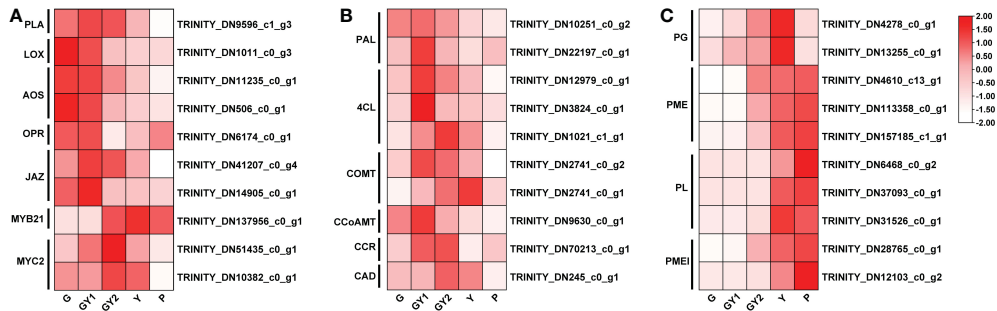 A
PLA TRINITY_DN9596_c1_g3
LOX TRINITY_DN1011_c0_g3
AOS TRINITY_DN11235_c0_g1
TRINITY_DN506_c0_g1
OPR TRINITY_DN6174_c0_g1
JAZ TRINITY_DN41207_c0_g4
TRINITY_DN14905_c0_g1
MYB21 TRINITY_DN137956_c0_g1
MYC2 TRINITY_DN51435_c0_g1
TRINITY_DN10382_c0_g1
G GY1 GY2 Y P
B
PAL TRINITY_DN10251_c0_g2
TRINITY_DN22197_c0_g1
4CL TRINITY_DN12979_c0_g1
TRINITY_DN3824_c0_g1
TRINITY_DN1021_c1_g1
COMT TRINITY_DN2741_c0_g2
TRINITY_DN2741_c0_g1
CCoAMT TRINITY_DN9630_c0_g1
CCR TRINITY_DN70213_c0_g1
CAD TRINITY_DN245_c0_g1
G GY1 GY2 Y P
C
PG TRINITY_DN4278_c0_g1
TRINITY_DN13255_c0_g1
PME TRINITY_DN4610_c13_g1
TRINITY_DN113358_c0_g1
TRINITY_DN157185_c1_g1
PL TRINITY_DN6468_c0_g2
TRINITY_DN37093_c0_g1
TRINITY_DN31526_c0_g1
PMEI TRINITY_DN28765_c0_g1
TRINITY_DN12103_c0_g2
G GY1 GY2 Y P
2.00
1.50
1.00
0.50
0.00
-0.50
-1.00
-1.50
-2.00